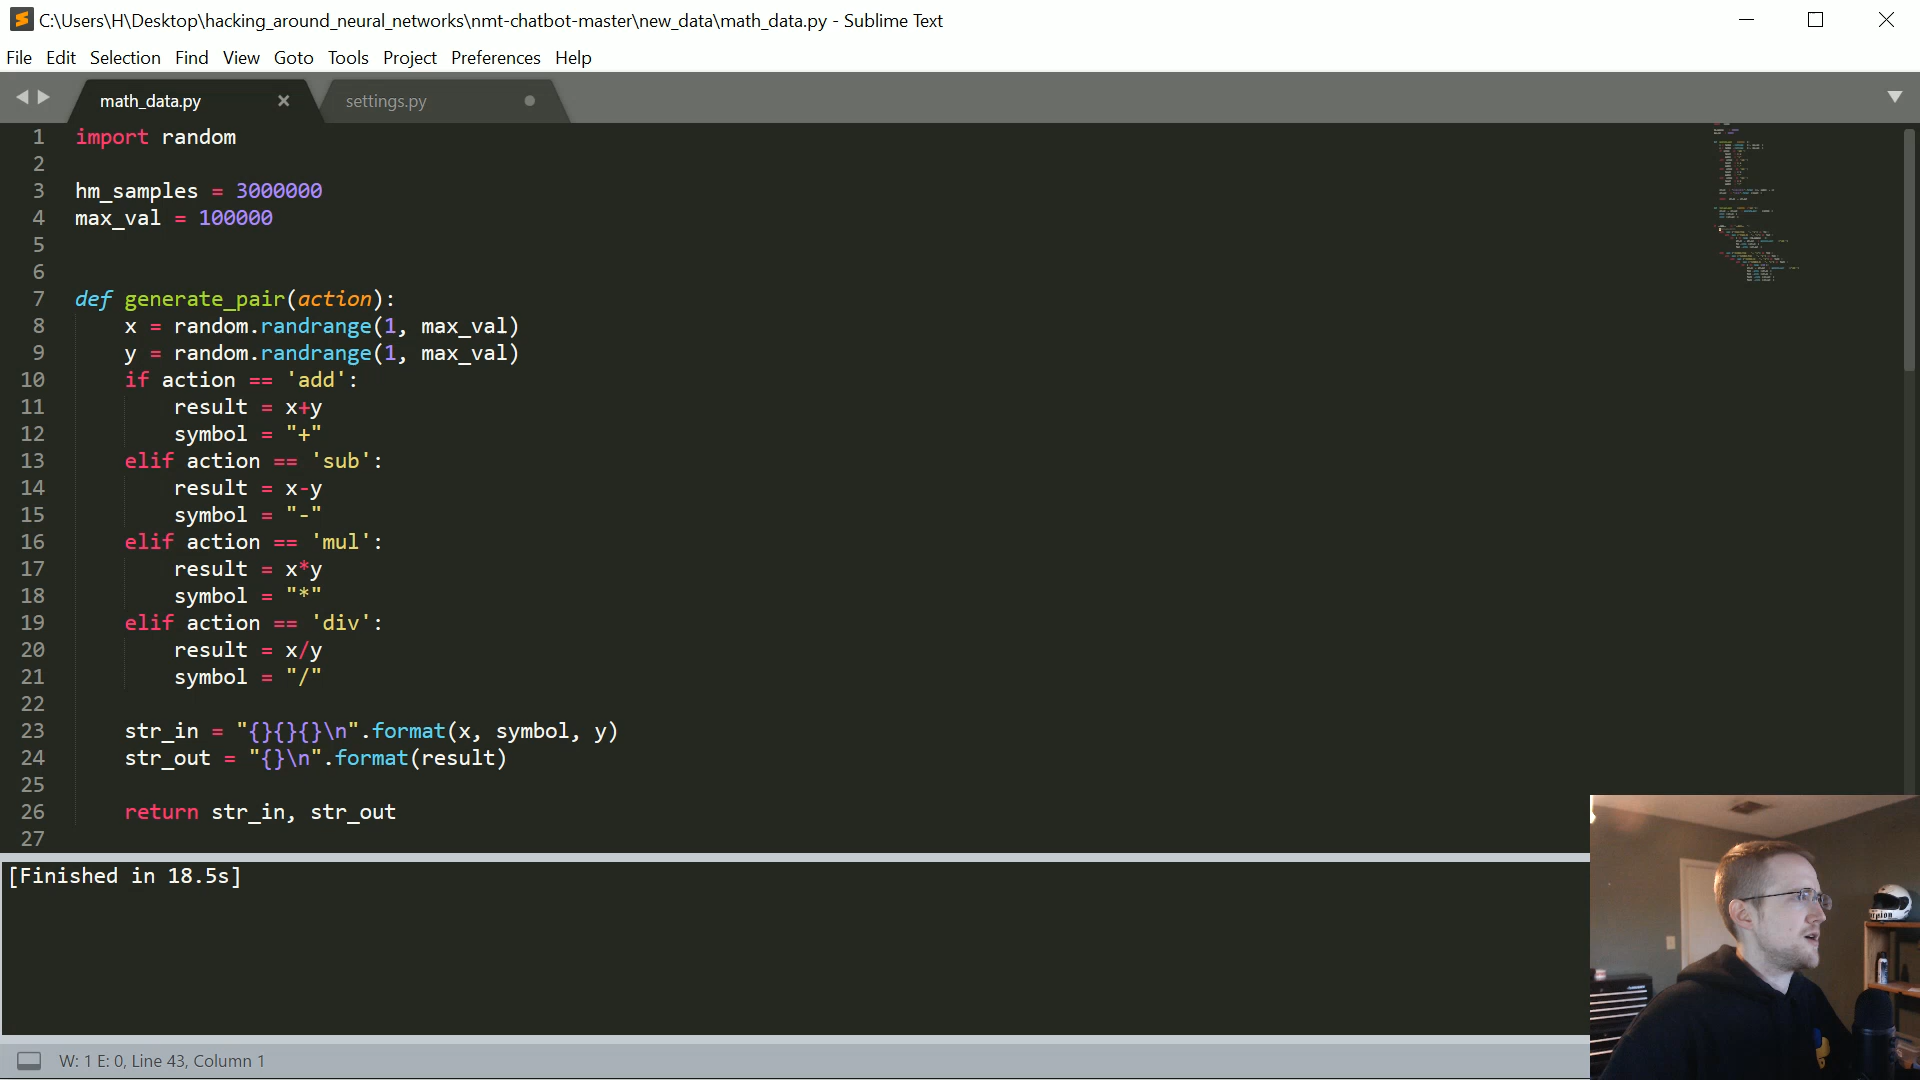 C:\Users\H\Desktop\hacking_around_neural_networks\nmt-chatbot-master\new_data\math_data.py - Sublime Text
File Edit Selection Find View Goto Tools Project Preferences Help
math_data.py settings.py
1 import random
2
3 hm_samples = 3000000
4 max_val = 100000
5
6
7 def generate_pair(action):
8     x = random.randrange(1, max_val)
9     y = random.randrange(1, max_val)
10     if action == 'add':
11         result = x+y
12         symbol = "+"
13     elif action == 'sub':
14         result = x-y
15         symbol = "-"
16     elif action == 'mul':
17         result = x*y
18         symbol = "*"
19     elif action == 'div':
20         result = x/y
21         symbol = "/"
22
23     str_in = "{}{}{}\n".format(x, symbol, y)
24     str_out = "{}\n".format(result)
25
26     return str_in, str_out
27
[Finished in 18.5s]
W: 1 E: 0, Line 43, Column 1